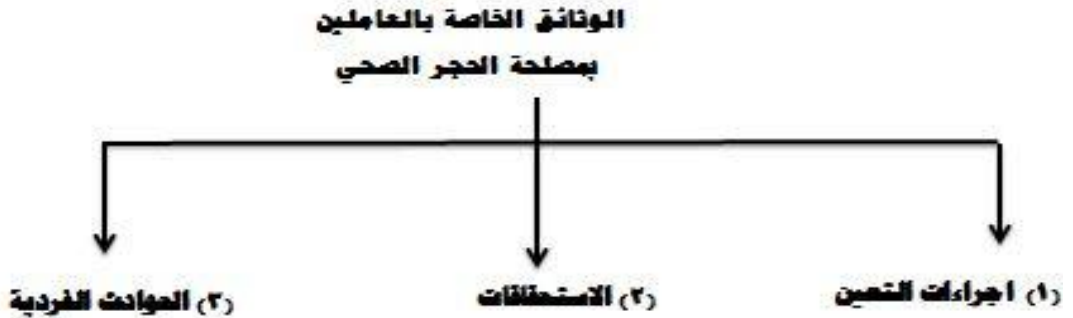 الوثائق الخاصة بالعاملين
بمصلحة الحجر الصحي
(١) اجراءات التعين
(٢) الاستحقاقات
(٣) الحوادث الفردية